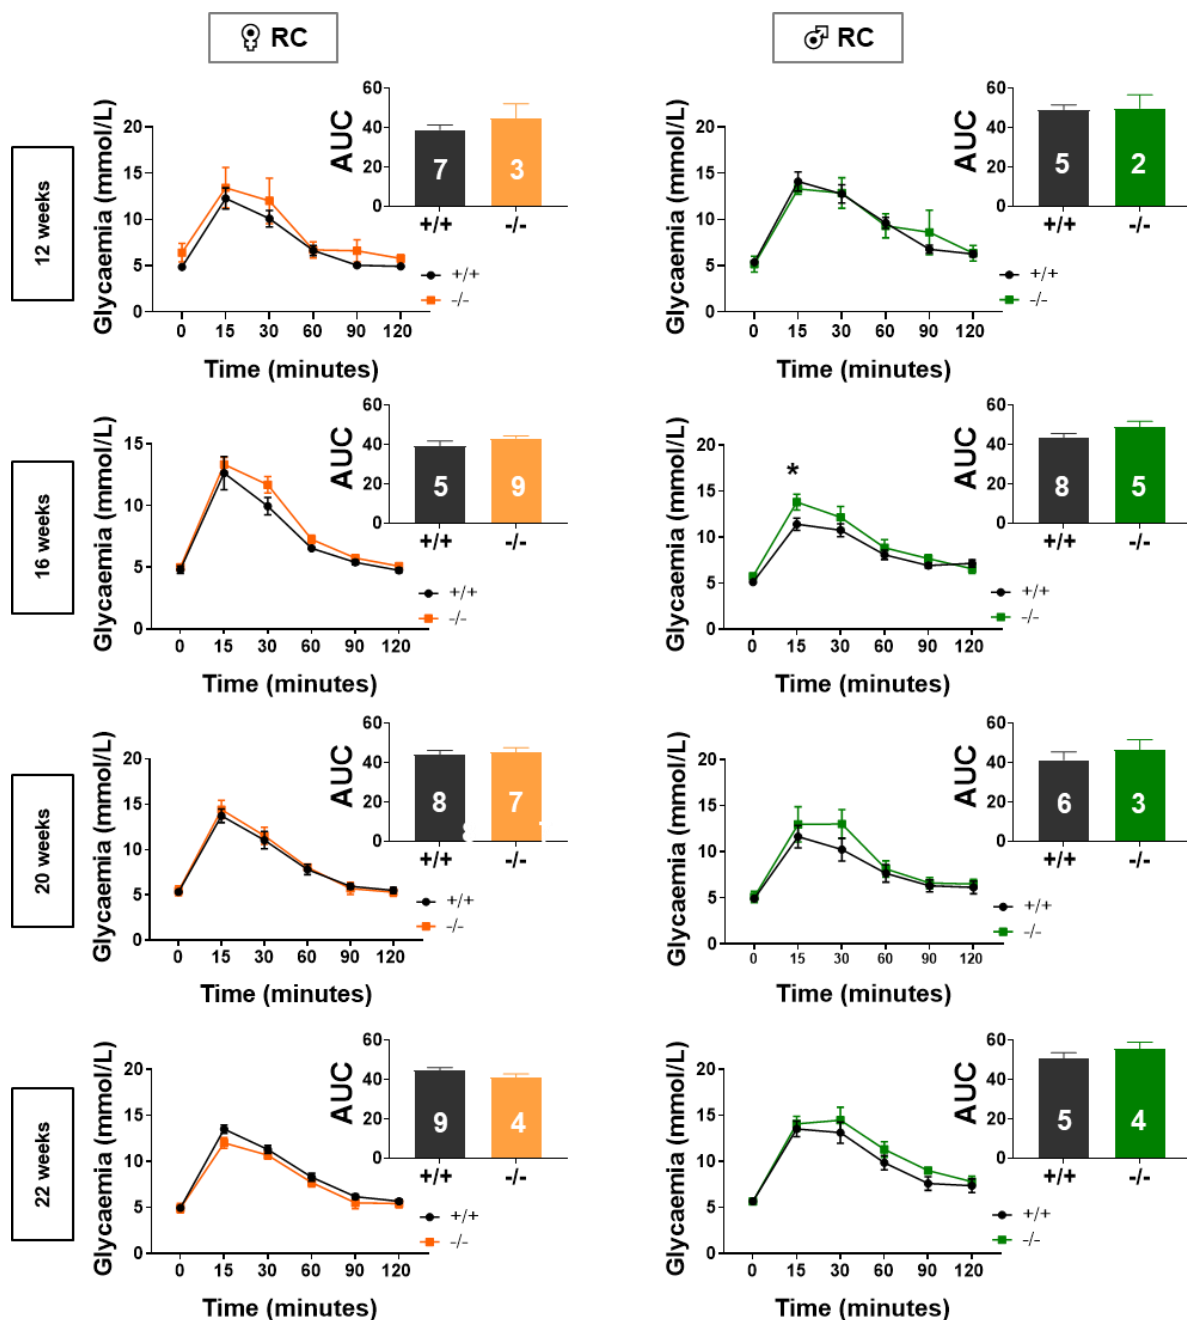 ♀ RC
♂ RC
12 weeks
Glycaemia (mmol/L)
20
15
10
5
0
0 15 30 60 90 120
Time (minutes)
AUC
60
40
20
0
7 3
+/+ -/-
+/+
-/-
Glycaemia (mmol/L)
20
15
10
5
0
0 15 30 60 90 120
Time (minutes)
AUC
60
40
20
0
5 2
+/+ -/-
+/+
-/-
16 weeks
Glycaemia (mmol/L)
15
10
5
0
0 15 30 60 90 120
Time (minutes)
AUC
60
40
20
0
5 9
+/+ -/-
+/+
-/-
Glycaemia (mmol/L)
20
15
10
5
0
*
0 15 30 60 90 120
Time (minutes)
AUC
60
40
20
0
8 5
+/+ -/-
+/+
-/-
20 weeks
Glycaemia (mmol/L)
20
15
10
5
0
0 15 30 60 90 120
Time (minutes)
AUC
60
40
20
0
8 7
+/+ -/-
+/+
-/-
Glycaemia (mmol/L)
20
15
10
5
0
0 15 30 60 90 120
Time (minutes)
AUC
60
40
20
0
6 3
+/+ -/-
+/+
-/-
22 weeks
Glycaemia (mmol/L)
20
15
10
5
0
0 15 30 60 90 120
Time (minutes)
AUC
60
40
20
0
9 4
+/+ -/-
+/+
-/-
Glycaemia (mmol/L)
20
15
10
5
0
0 15 30 60 90 120
Time (minutes)
AUC
60
40
20
0
5 4
+/+ -/-
+/+
-/-